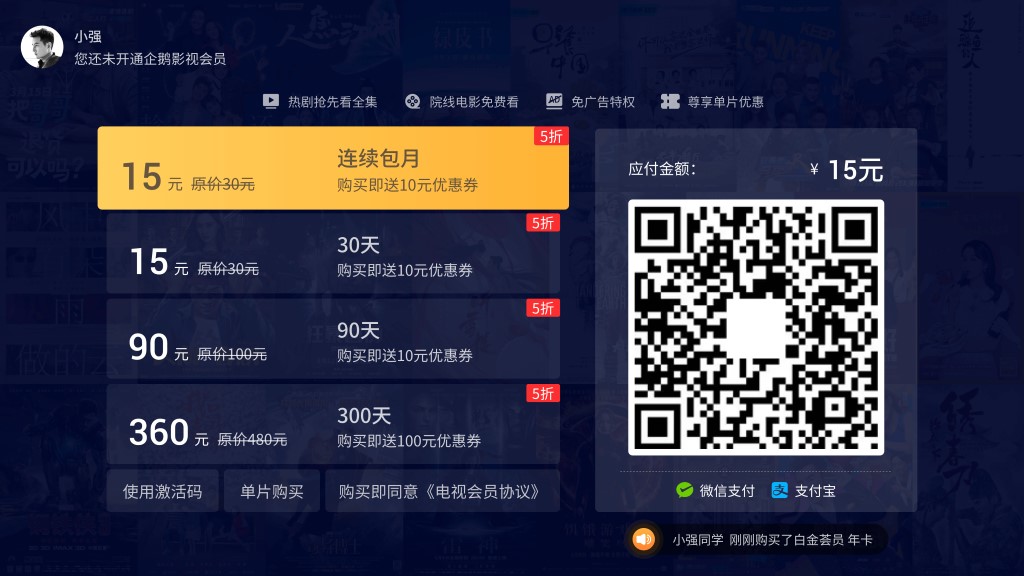 小强
您还未开通企鹅影视会员
热剧抢先看全集 院线电影免费看 免广告特权 尊享单片优惠
5折
15元 原价30元 连续包月
购买即送10元优惠券
5折
15元 原价30元 30天
购买即送10元优惠券
5折
90元 原价100元 90天
购买即送10元优惠券
5折
360元 原价480元 300天
购买即送100元优惠券
使用激活码 单片购买 购买即同意《电视会员协议》
应付金额: ¥ 15元
微信支付 支付宝
小强同学 刚刚购买了白金荟员 年卡